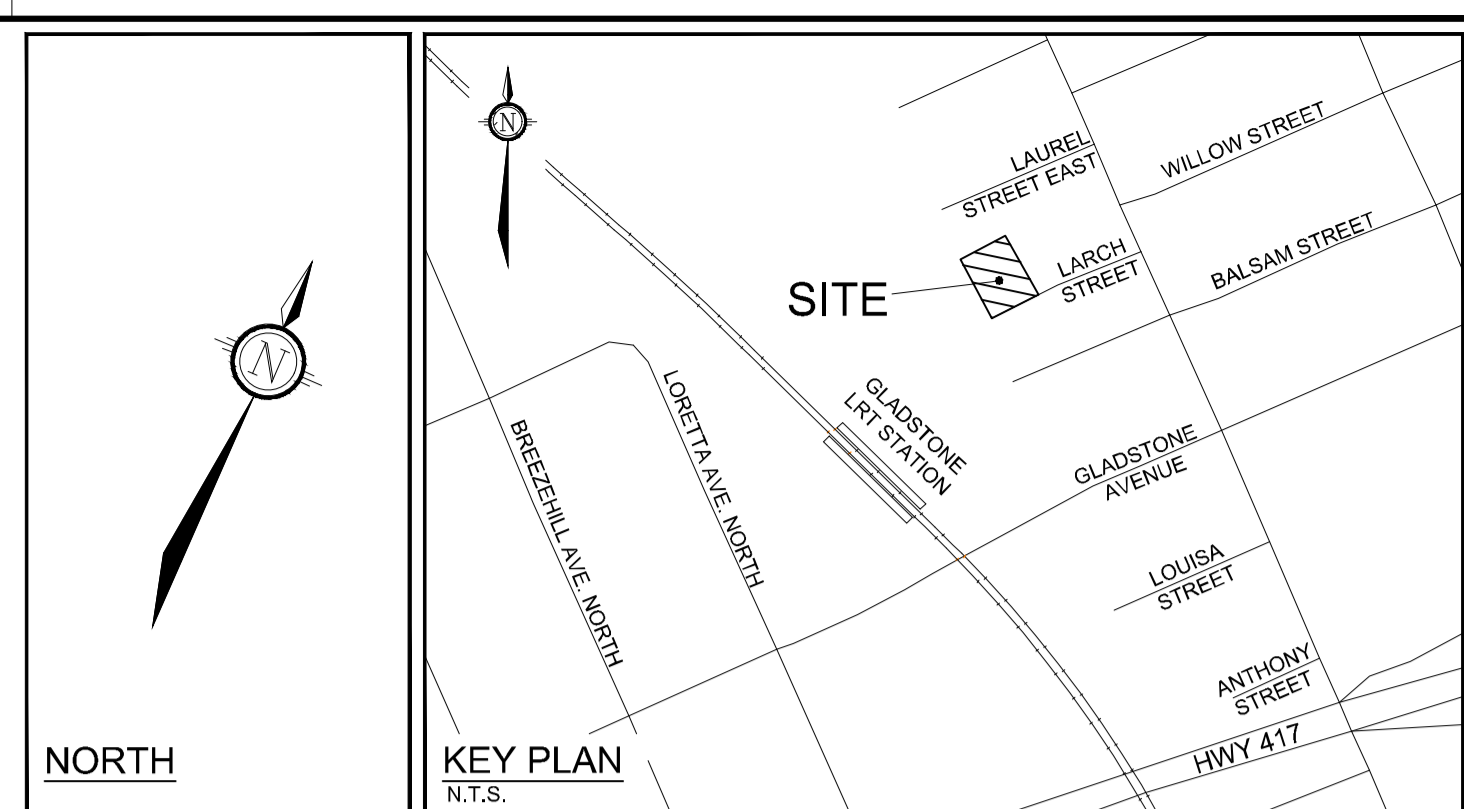 N
NORTH
N
LAUREL
STREET EAST
WILLOW STREET
LARCH
STREET
BALSAM STREET
SITE
GLADSTONE
LRT STATION
LORETTA AVE. NORTH
BREEZEHILL AVE. NORTH
GLADSTONE
AVENUE
LOUISA
STREET
ANTHONY
STREET
HWY 417
KEY PLAN
N.T.S.